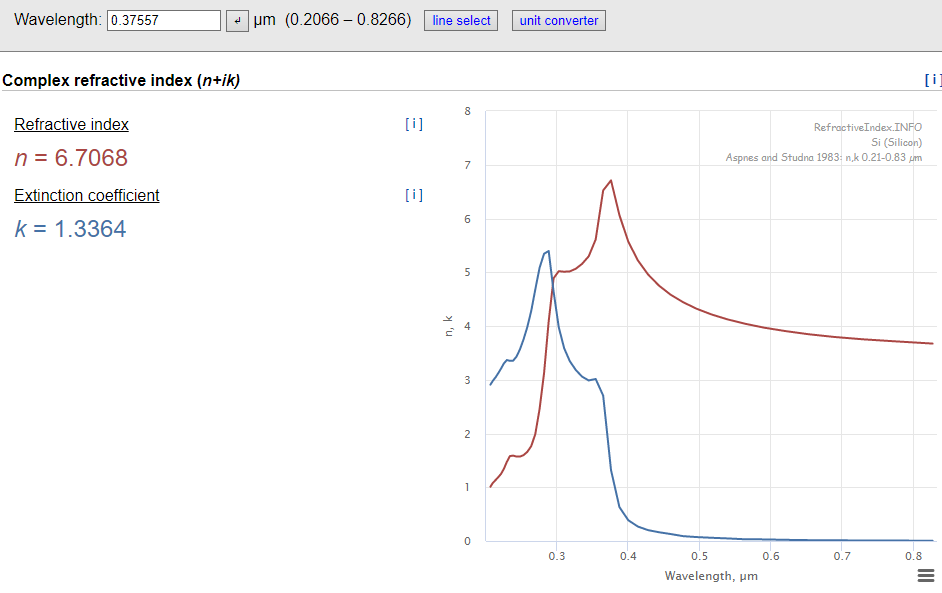 Wavelength: 0.37557 ↵ µm (0.2066 – 0.8266) line select unit converter
Complex refractive index (n+ik) [ i ]
Refractive index [ i ]
n = 6.7068
Extinction coefficient [ i ]
k = 1.3364
RefractiveIndex.INFO
Si (Silicon)
Aspnes and Studna 1983: n,k 0.21-0.83 µm
n, k
8
7
6
5
4
3
2
1
0
0.3 0.4 0.5 0.6 0.7 0.8
Wavelength, µm